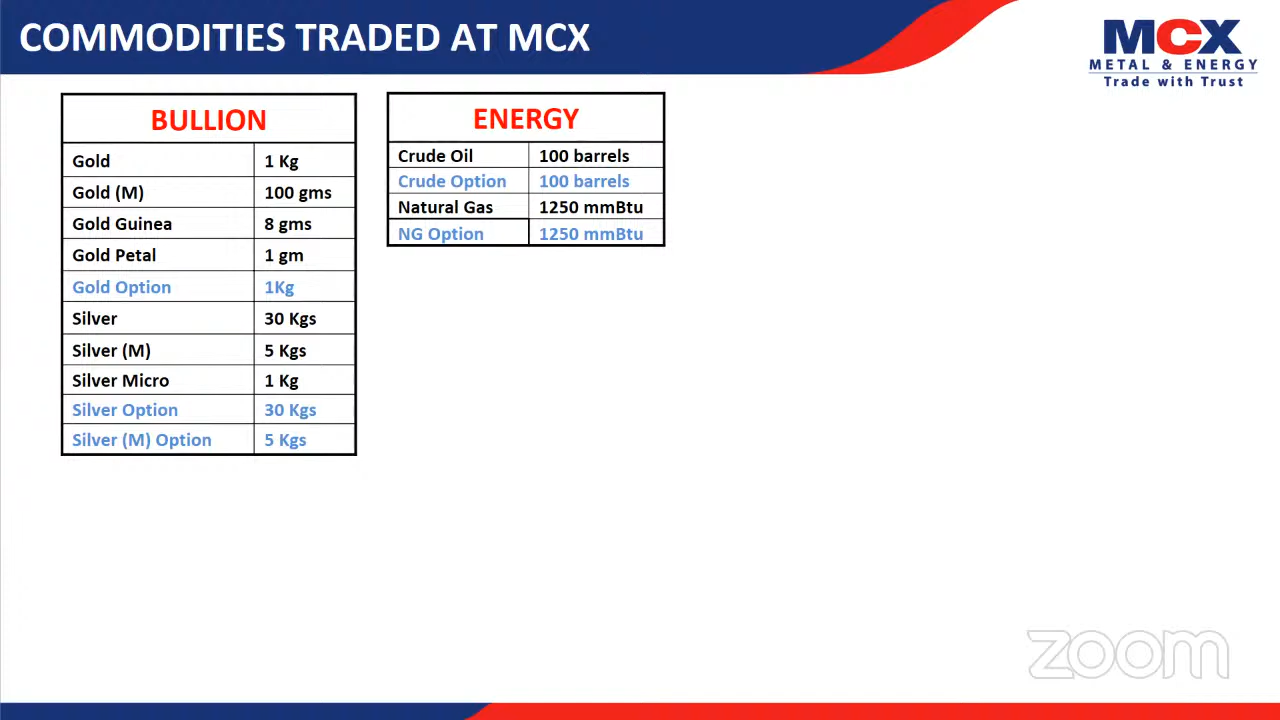 COMMODITIES TRADED AT MCX
MCX
METAL & ENERGY
Trade with Trust
BULLION
Gold 1 Kg
Gold (M) 100 gms
Gold Guinea 8 gms
Gold Petal 1 gm
Gold Option 1Kg
Silver 30 Kgs
Silver (M) 5 Kgs
Silver Micro 1 Kg
Silver Option 30 Kgs
Silver (M) Option 5 Kgs
ENERGY
Crude Oil 100 barrels
Crude Option 100 barrels
Natural Gas 1250 mmBtu
NG Option 1250 mmBtu
zoom